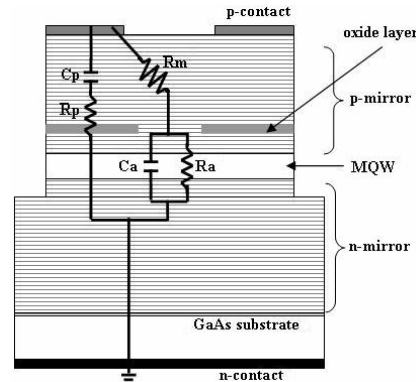 p-contact
oxide layer
Cp
Rm
p-mirror
Rp
Ca
Ra
MQW
n-mirror
GaAs substrate
n-contact